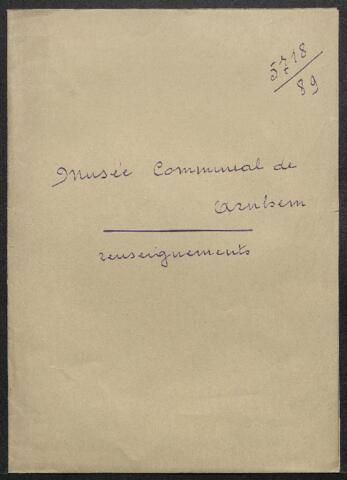 5718
89
Musée Communal de
Arnhem
renseignements